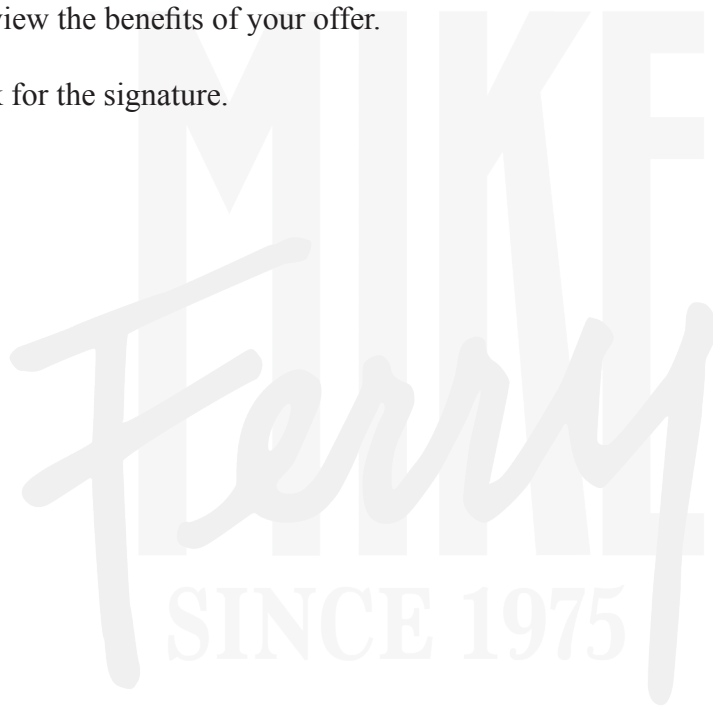 view the benefits of your offer.
for the signature.
MIKE
Ferry
SINCE 1975